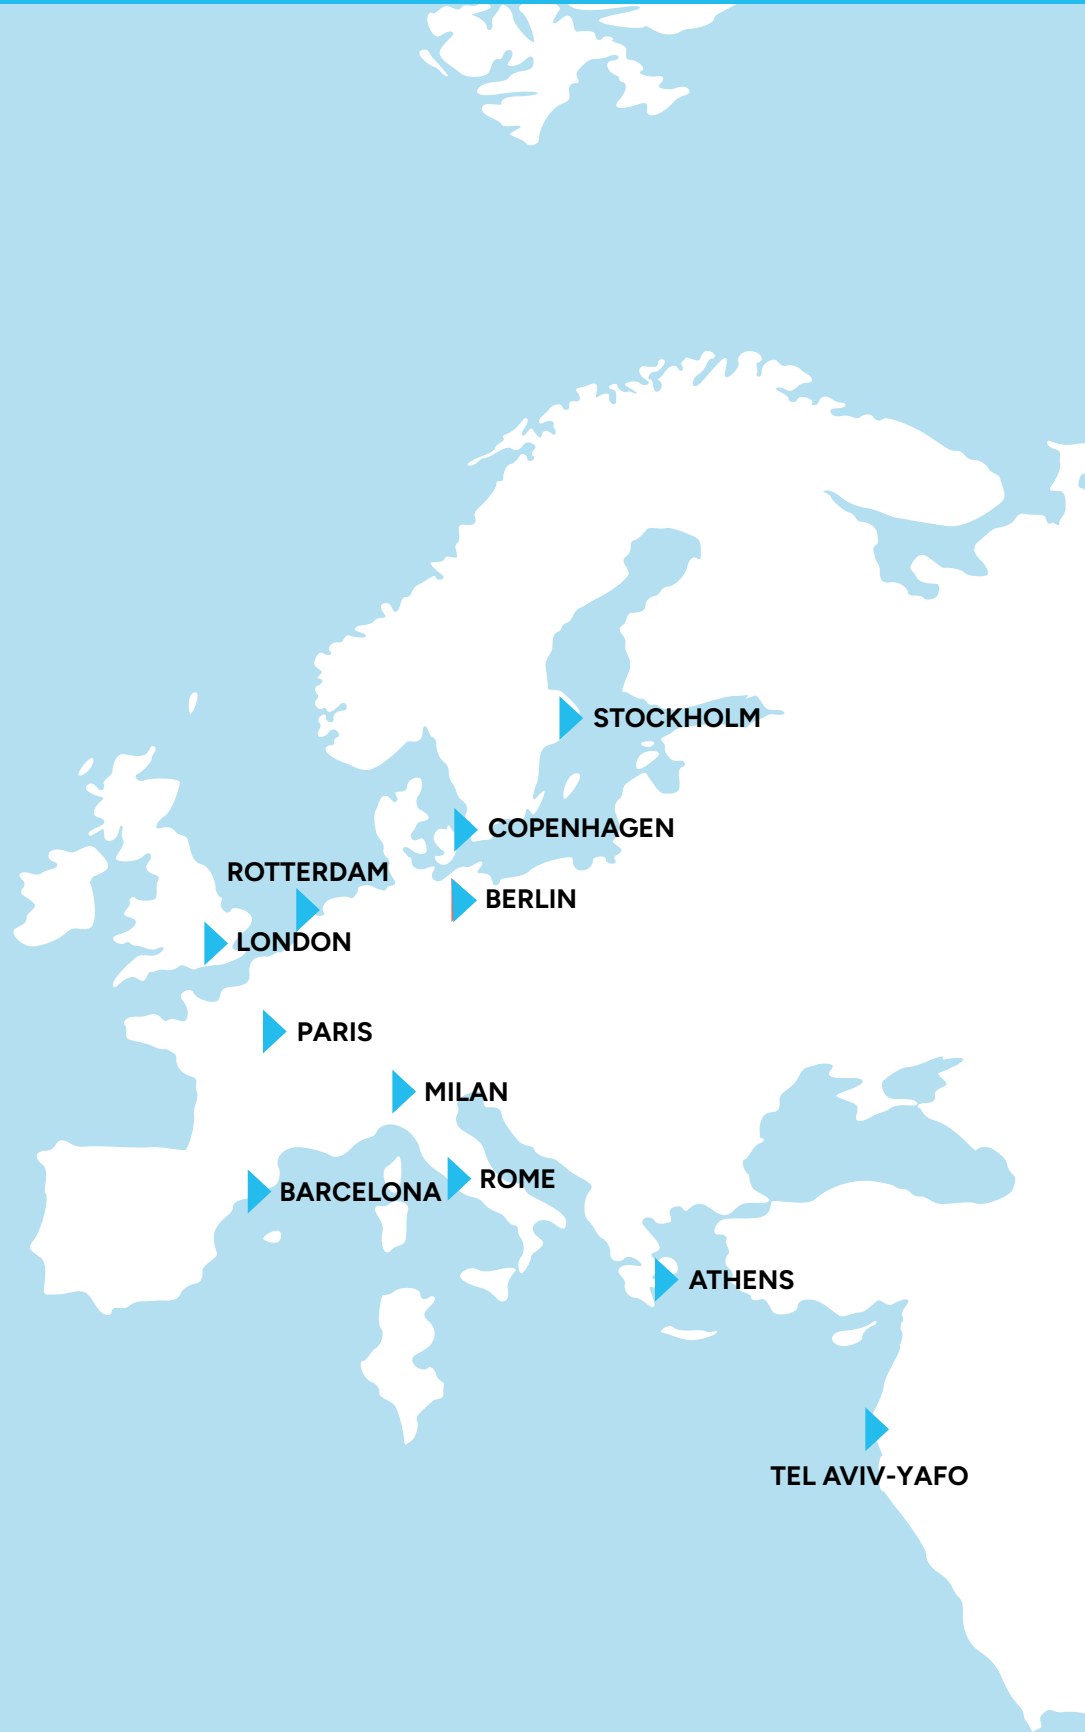 STOCKHOLM
COPENHAGEN
ROTTERDAM
BERLIN
LONDON
PARIS
MILAN
ROME
BARCELONA
ATHENS
TEL AVIV-YAFO